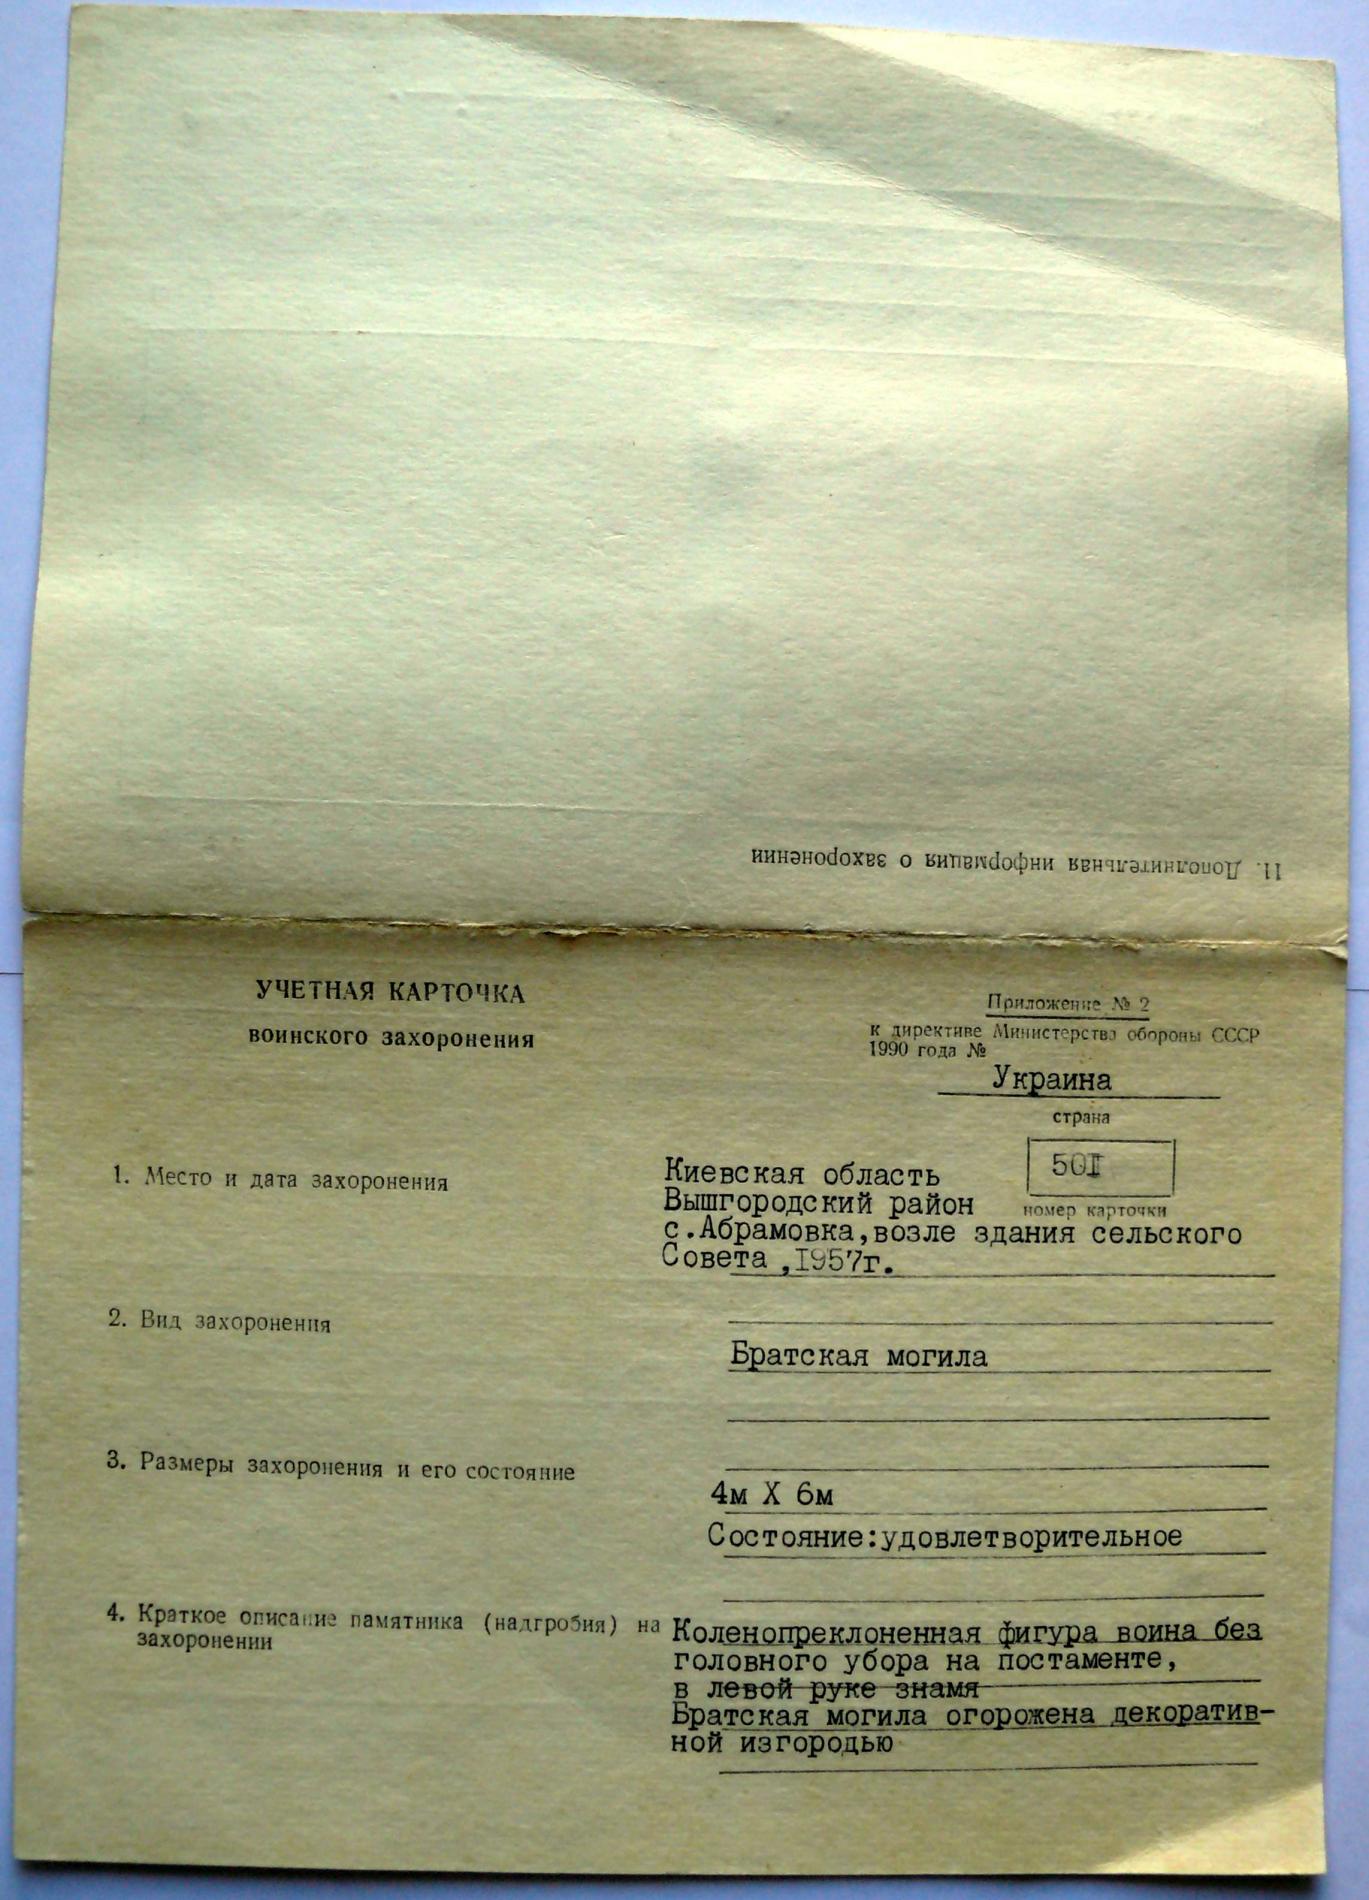 11. Дополнительная информация о захоронении
УЧЕТНАЯ КАРТОЧКА
воинского захоронения
Приложение № 2
к директиве Министерства обороны СССР
1990 года №
Украина
страна
50I
номер карточки
1. Место и дата захоронения
Киевская область
Вышгородский район
с.Абрамовка,возле здания сельского
Совета ,I957г.
2. Вид захоронения
Братская могила
3. Размеры захоронения и его состояние
4м Х 6м
Состояние:удовлетворительное
4. Краткое описание памятника (надгробия) на
захоронении
Коленопреклоненная фигура воина без
головного убора на постаменте,
в левой руке знамя
Братская могила огорожена декоратив-
ной изгородью